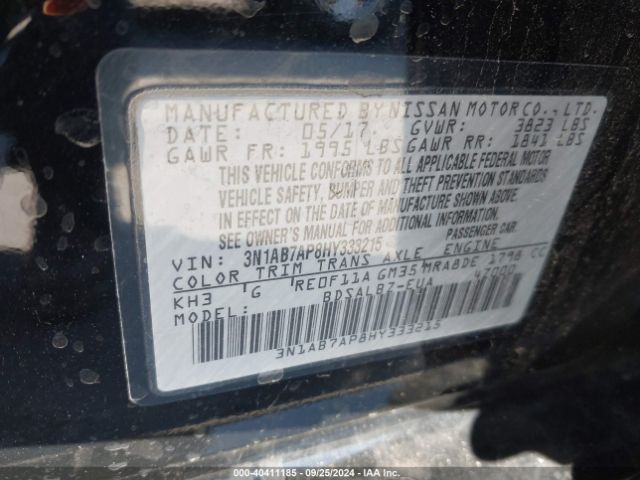 MANUFACTURED BY NISSAN MOTOR CO., LTD.
DATE: 05/17 GVWR: 3823 LBS
GAWR FR: 1995 LBS GAWR RR: 1841 LBS
THIS VEHICLE CONFORMS TO ALL APPLICABLE FEDERAL MOTOR
VEHICLE SAFETY, BUMPER AND THEFT PREVENTION STANDARDS
IN EFFECT ON THE DATE OF MANUFACTURE SHOWN ABOVE.
SEE OWNER'S MANUAL FOR ADDITIONAL INFORMATION.
VIN: 3N1AB7AP8HY333215 PASSENGER CAR
COLOR TRIM TRANS AXLE ENGINE
KH3 G RE0F11A GM35 MRA8DE 1798 CC
MODEL: BDSALB7-EUA 47000
3N1AB7AP8HY333215
000-40411185 - 09/25/2024 - IAA Inc.